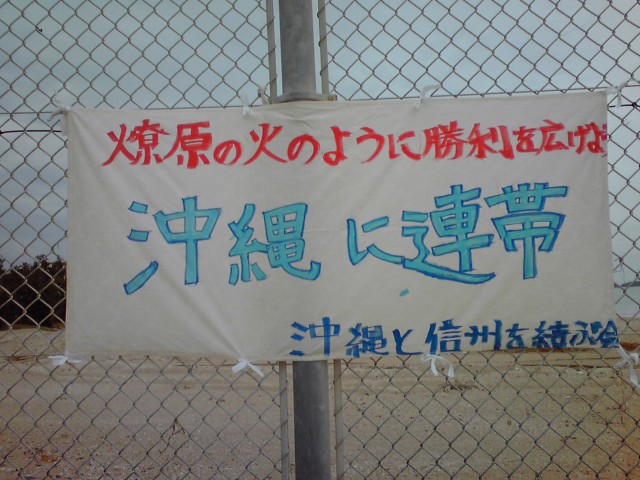 燎原の火のように勝利を広げな
沖縄に連帯
沖縄と信州を結ぶ会